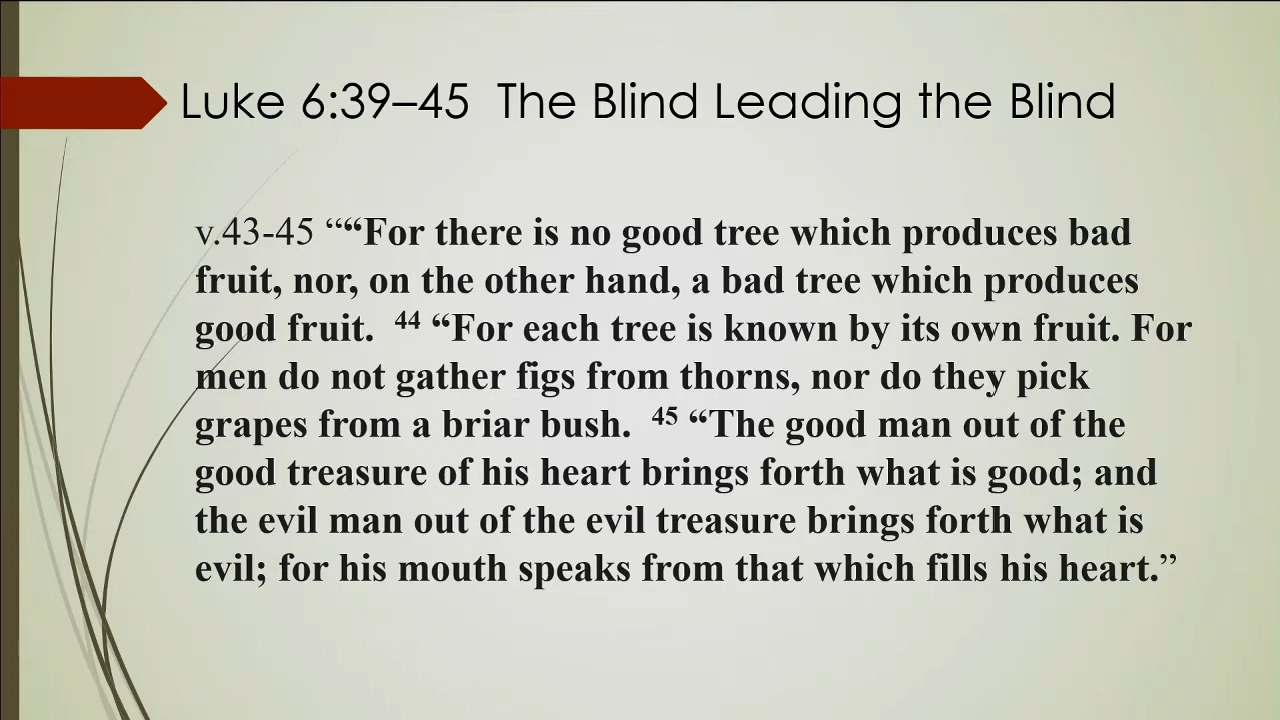 Luke 6:39–45  The Blind Leading the Blind
v.43-45 ““For there is no good tree which produces bad
fruit, nor, on the other hand, a bad tree which produces
good fruit.  44 “For each tree is known by its own fruit. For
men do not gather figs from thorns, nor do they pick
grapes from a briar bush.  45 “The good man out of the
good treasure of his heart brings forth what is good; and
the evil man out of the evil treasure brings forth what is
evil; for his mouth speaks from that which fills his heart.”